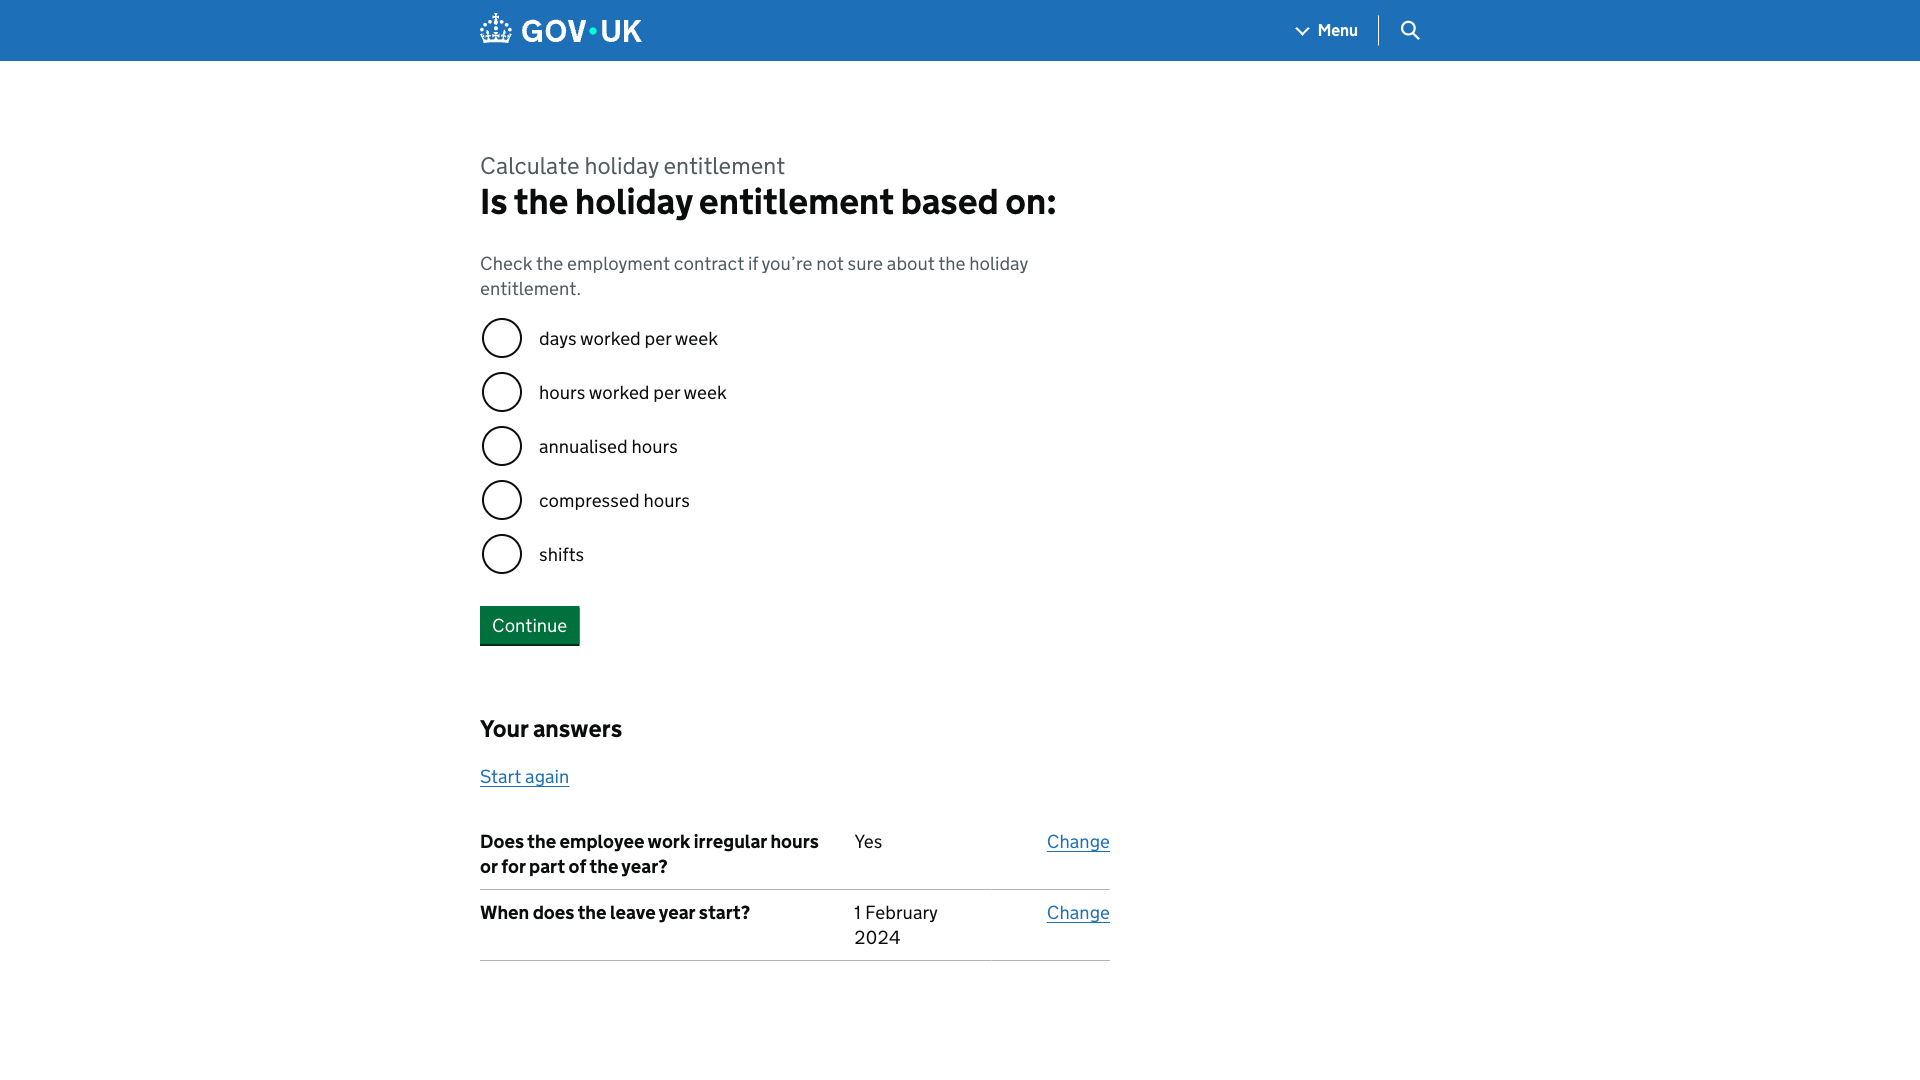 GOV.UK
Menu
Calculate holiday entitlement
Is the holiday entitlement based on:
Check the employment contract if you’re not sure about the holiday
entitlement.
days worked per week
hours worked per week
annualised hours
compressed hours
shifts
Continue
Your answers
Start again
Does the employee work irregular hours
or for part of the year?
Yes
Change
When does the leave year start?
1 February
2024
Change